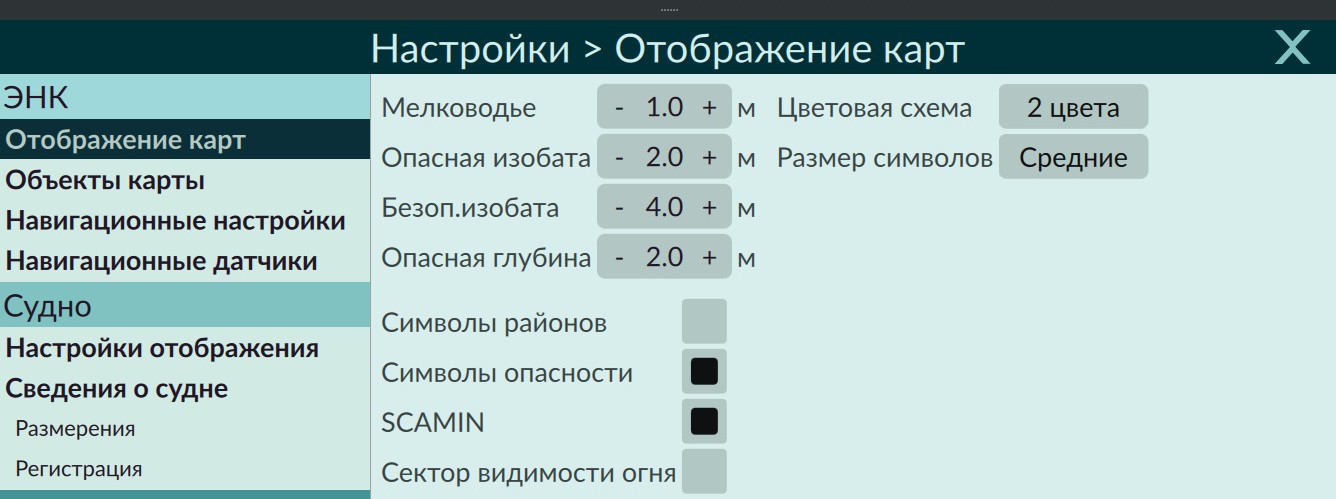 Настройки > Отображение карт X
ЭНК
Отображение карт
Объекты карты
Навигационные настройки
Навигационные датчики
Судно
Настройки отображения
Сведения о судне
Размерения
Регистрация
Мелководье - 1.0 + м Цветовая схема 2 цвета
Опасная изобата - 2.0 + м Размер символов Средние
Безоп.изобата - 4.0 + м
Опасная глубина - 2.0 + м
Символы районов
Символы опасности
SCAMIN
Сектор видимости огня